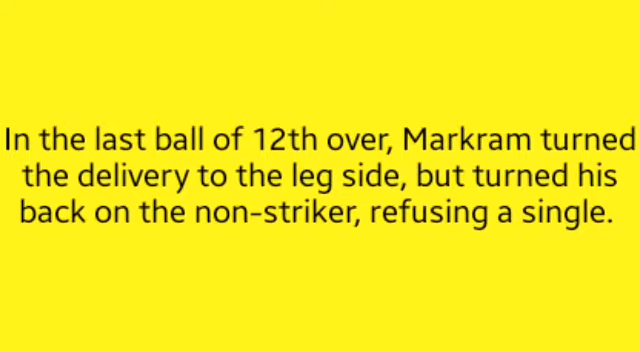 In the last ball of 12th over, Markram turned
the delivery to the leg side, but turned his
back on the non-striker, refusing a single.